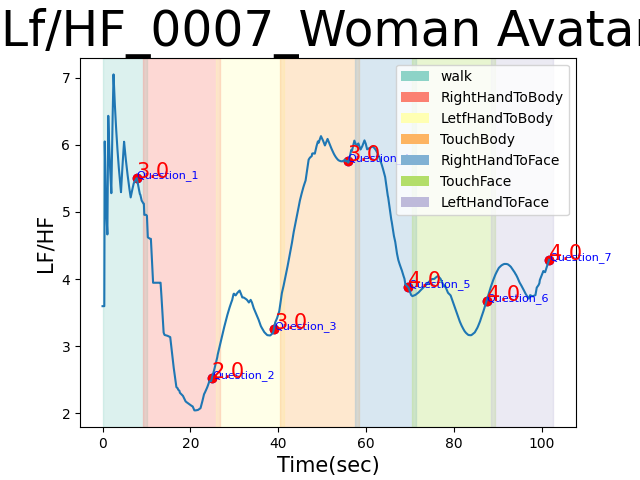 Lf/HF_0007_Woman Avatar
walk
RightHandToBody
LetfHandToBody
TouchBody
RightHandToFace
TouchFace
LeftHandToFace
3.0
Question_1
2.0
Question_2
3.0
Question_3
3.0
Question
4.0
Question_5
4.0
Question_6
4.0
Question_7
LF/HF
7
6
5
4
3
2
0
20
40
60
80
100
Time(sec)